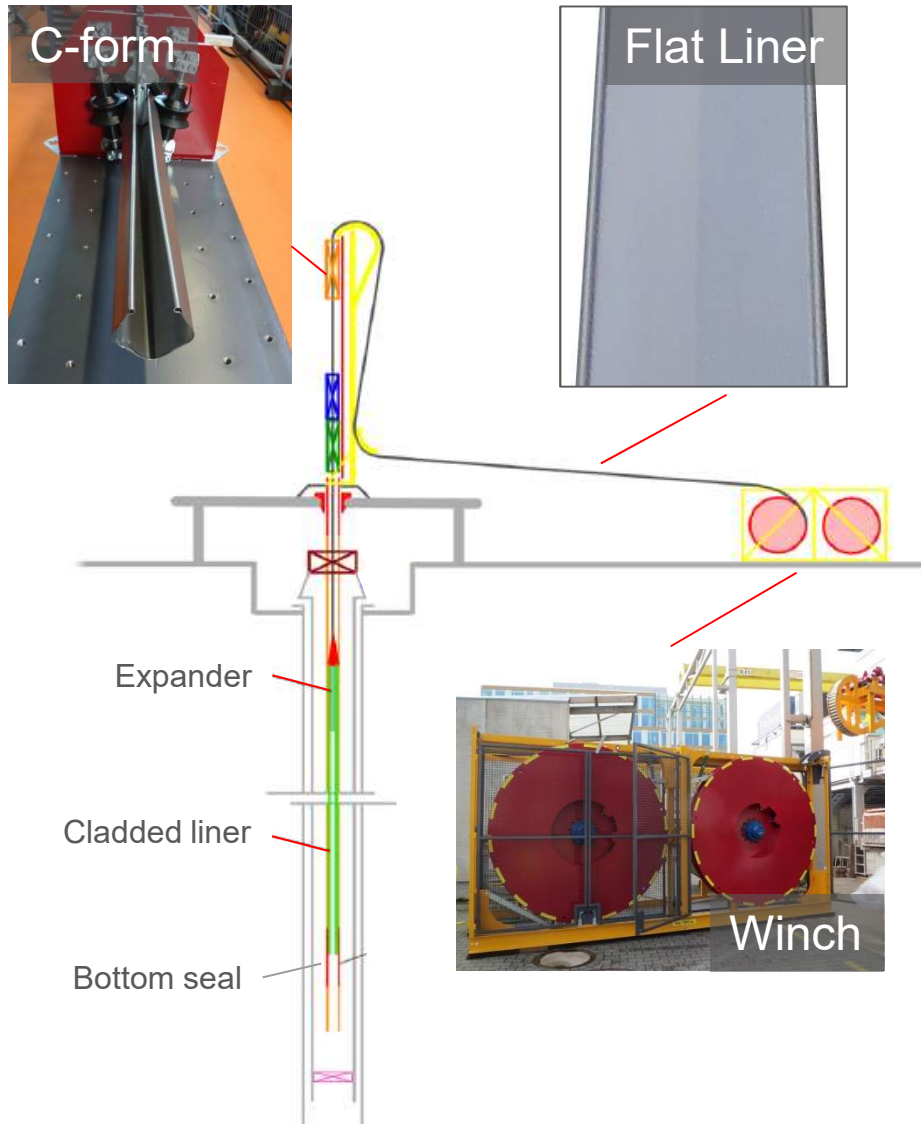 C-form
Flat Liner
Expander
Cladded liner
Bottom seal
Winch